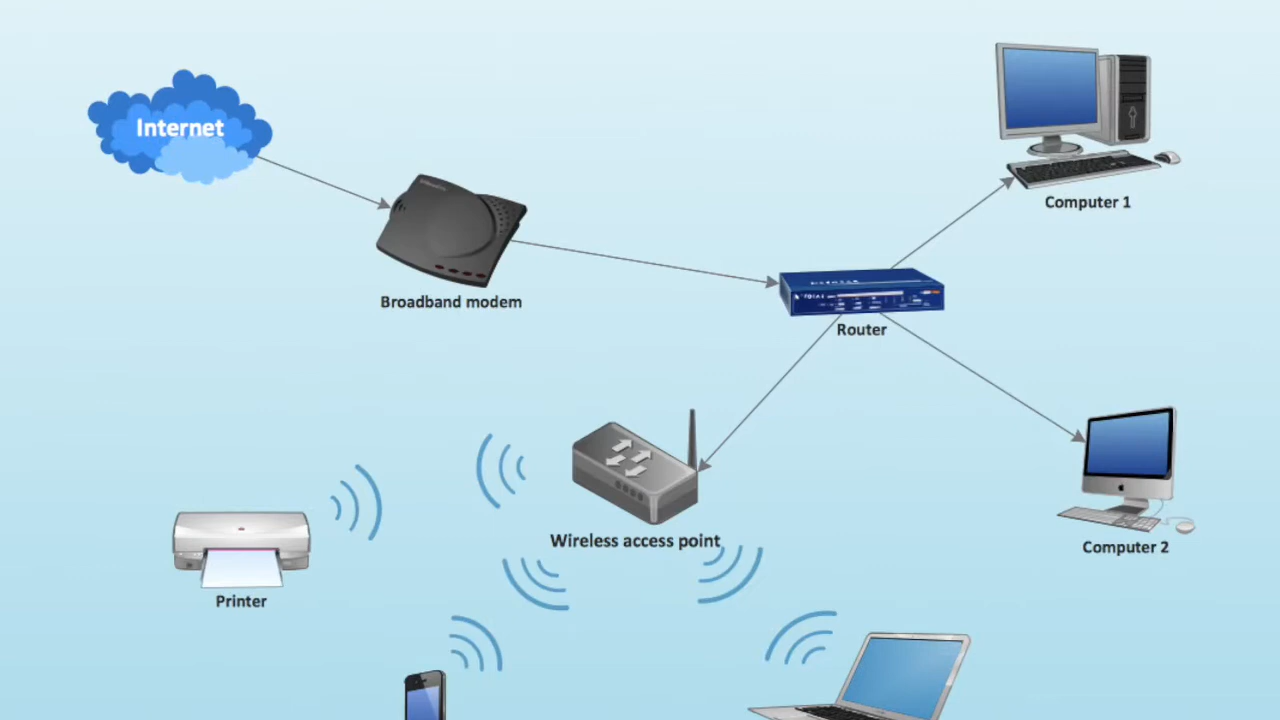 Internet
Computer 1
Broadband modem
Router
Wireless access point
Computer 2
Printer